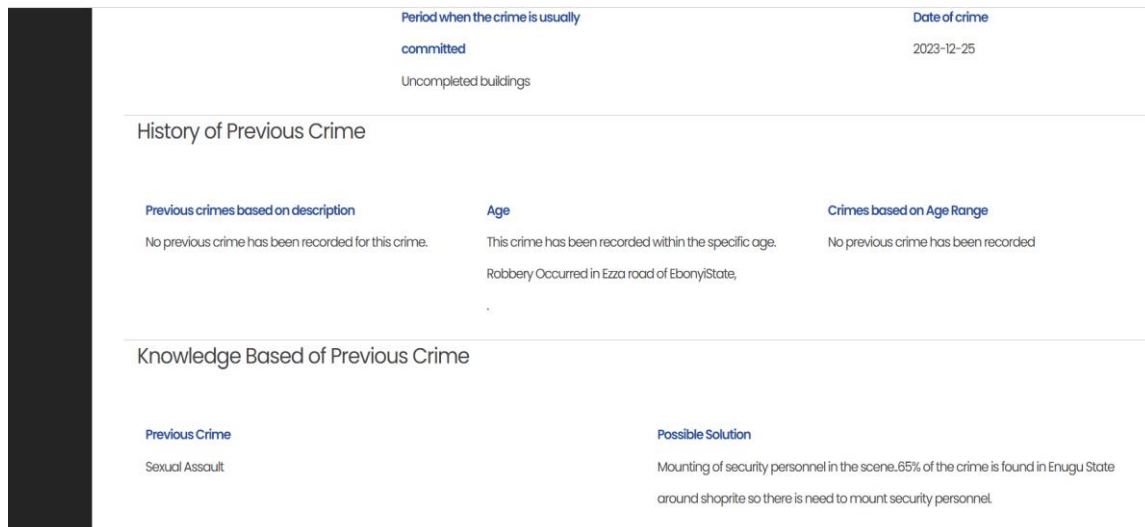 Period when the crime is usually
committed
Uncompleted buildings
Date of crime
2023-12-25
History of Previous Crime
Previous crimes based on description
No previous crime has been recorded for this crime.
Age
This crime has been recorded within the specific age.
Robbery Occurred in Ezza road of EbonyiState,
.
Crimes based on Age Range
No previous crime has been recorded
Knowledge Based of Previous Crime
Previous Crime
Sexual Assault
Possible Solution
Mounting of security personnel in the scene..65% of the crime is found in Enugu State
around shoprite so there is need to mount security personnel.